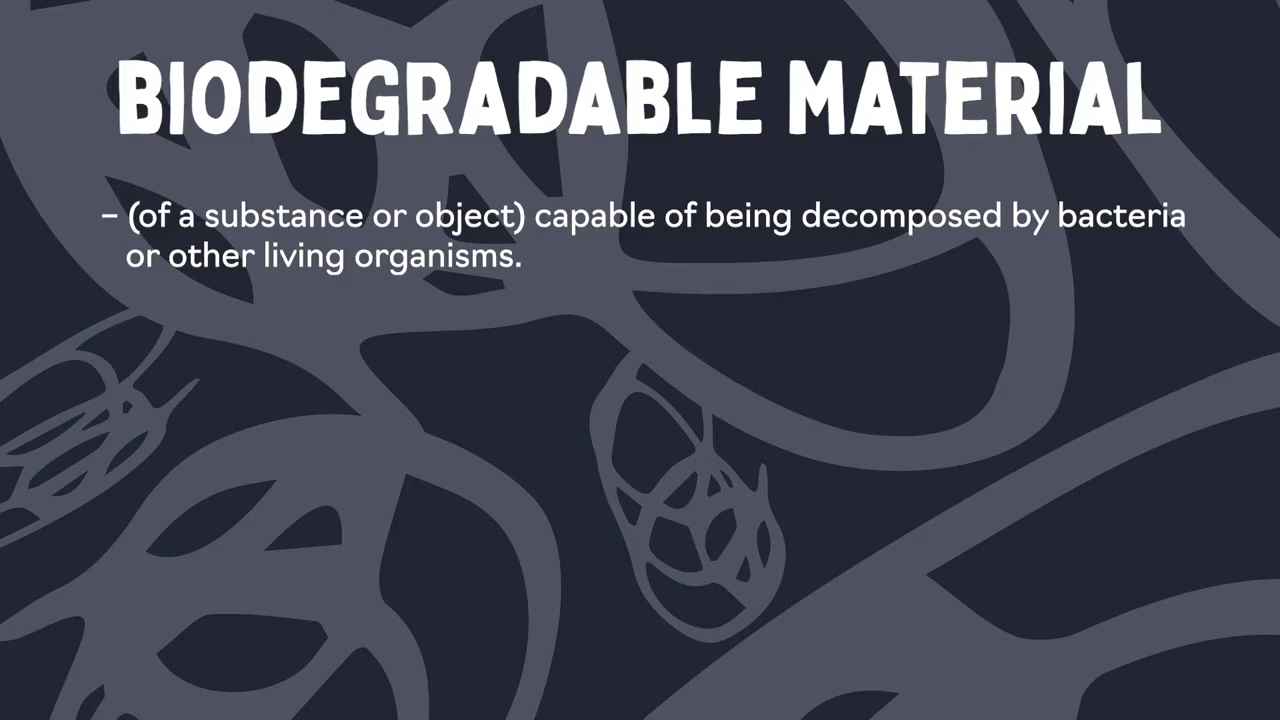 BIODEGRADABLE MATERIAL
– (of a substance or object) capable of being decomposed by bacteria
or other living organisms.